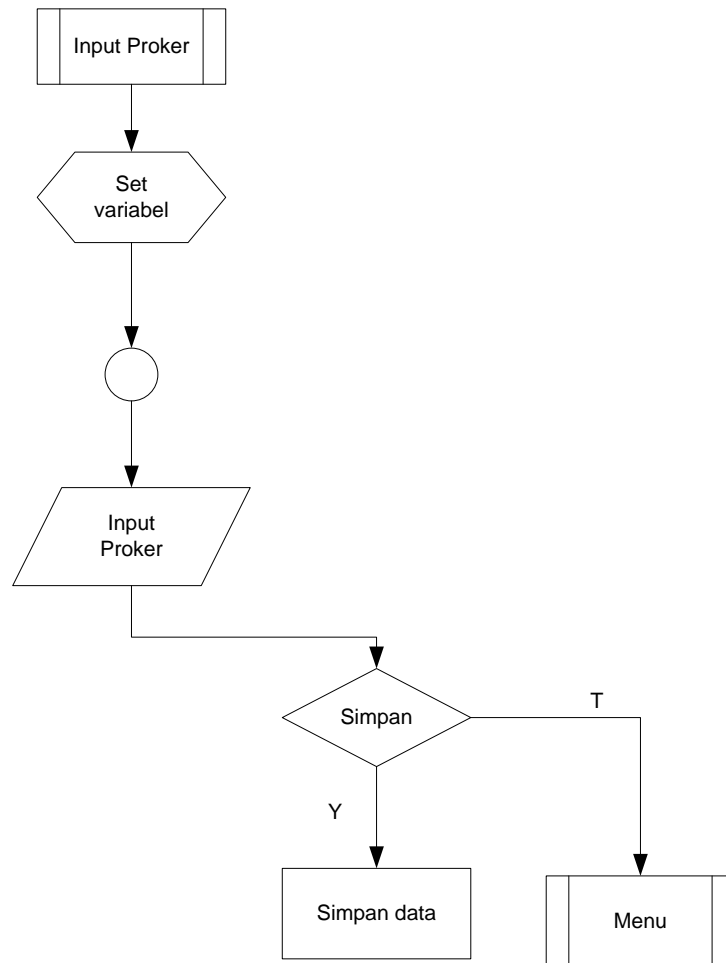 Input Proker
Set
variabel
Input
Proker
Simpan
T
Y
Simpan data
Menu